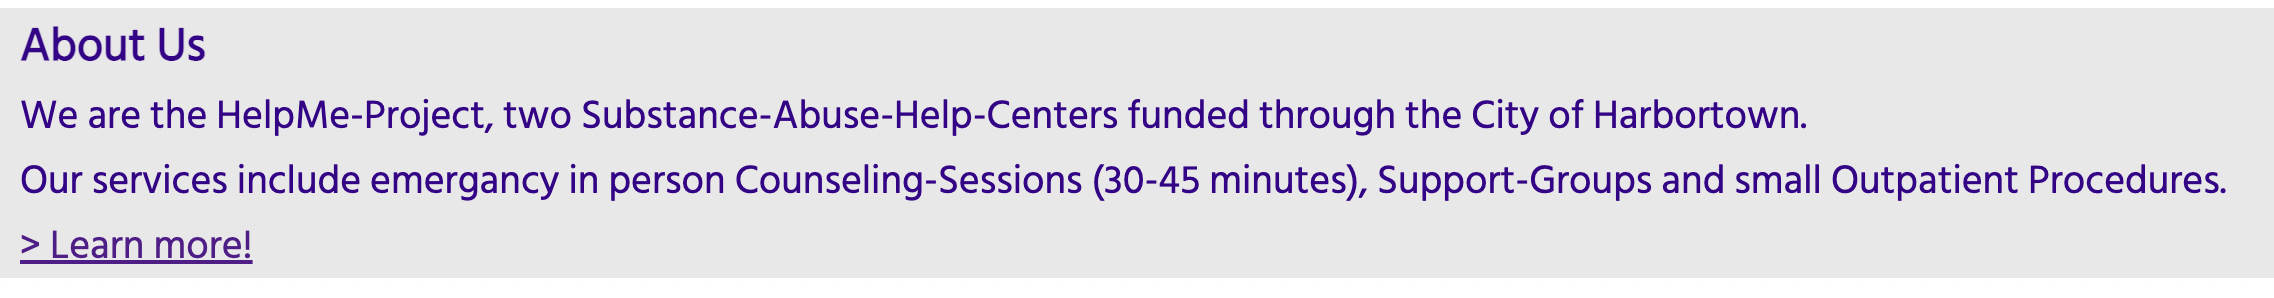 About Us
We are the HelpMe-Project, two Substance-Abuse-Help-Centers funded through the City of Harbortown.
Our services include emergancy in person Counseling-Sessions (30-45 minutes), Support-Groups and small Outpatient Procedures.
> Learn more!